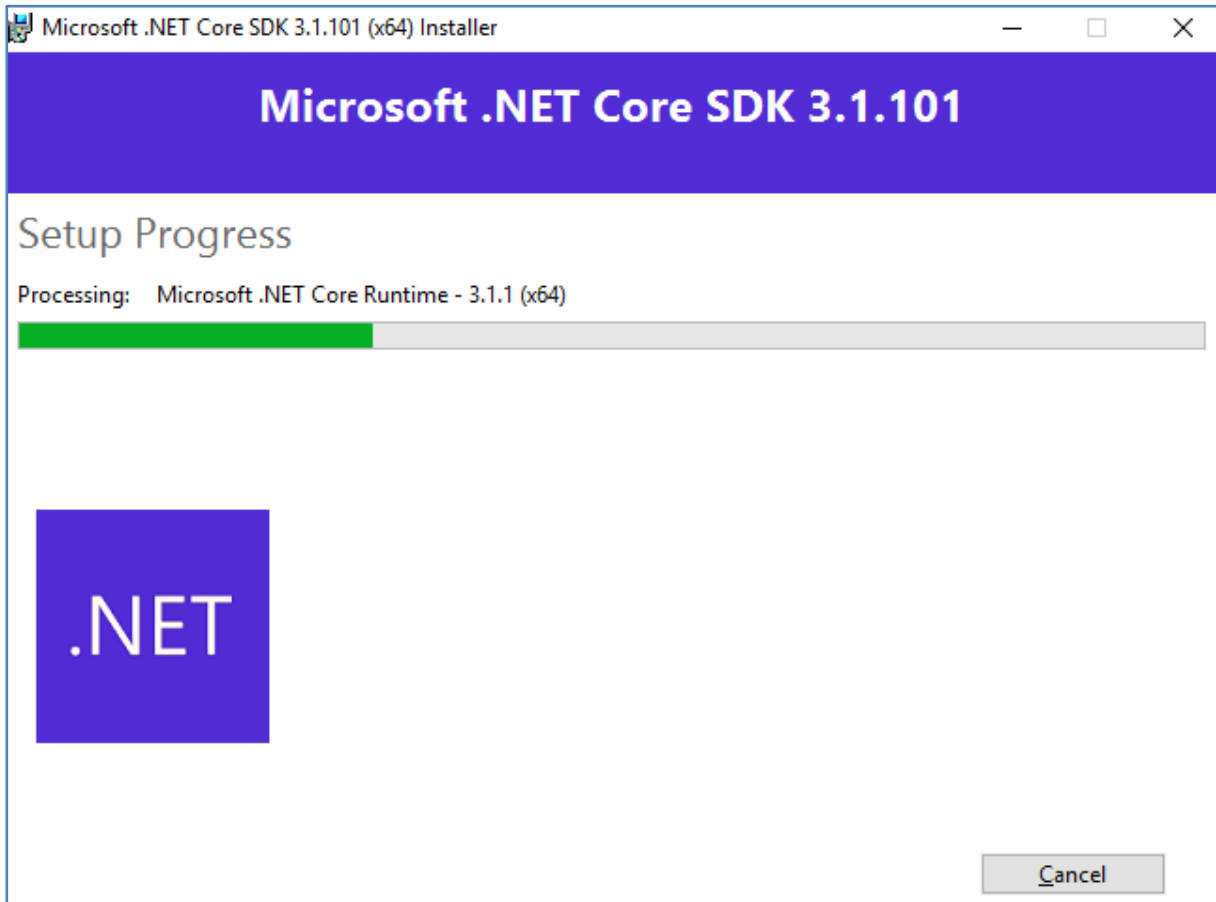 Microsoft .NET Core SDK 3.1.101 (x64) Installer
Microsoft .NET Core SDK 3.1.101
Setup Progress
Processing: Microsoft .NET Core Runtime - 3.1.1 (x64)
.NET
Cancel